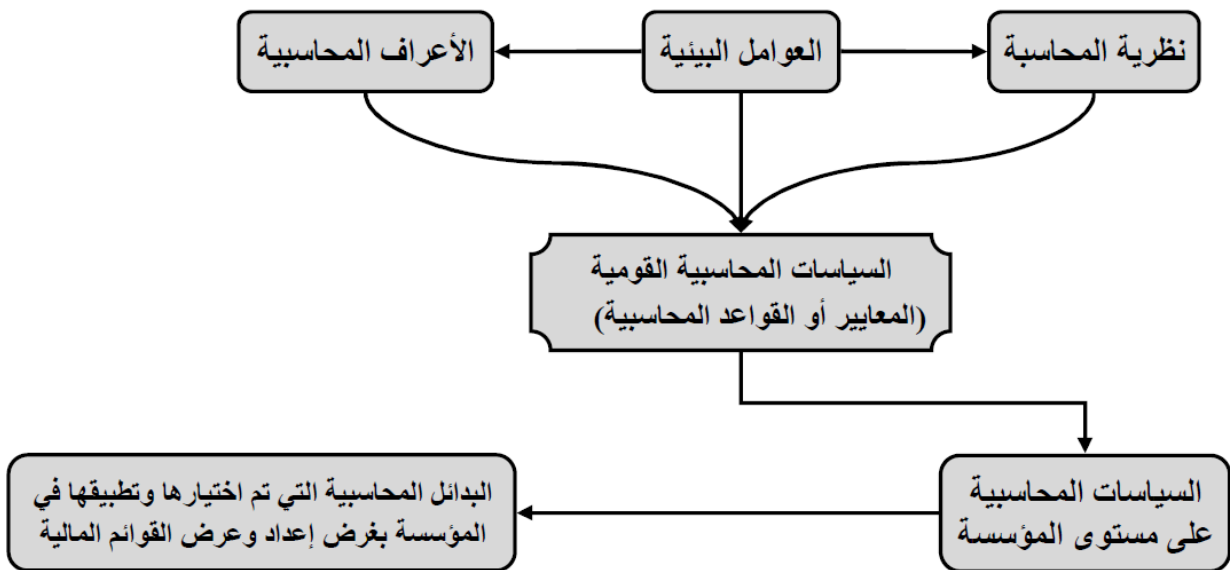 نظرية المحاسبة
العوامل البيئية
الأعراف المحاسبية
السياسات المحاسبية القومية
(المعايير أو القواعد المحاسبية)
السياسات المحاسبية
على مستوى المؤسسة
البدائل المحاسبية التي تم اختيارها وتطبيقها في
المؤسسة بغرض إعداد وعرض القوائم المالية